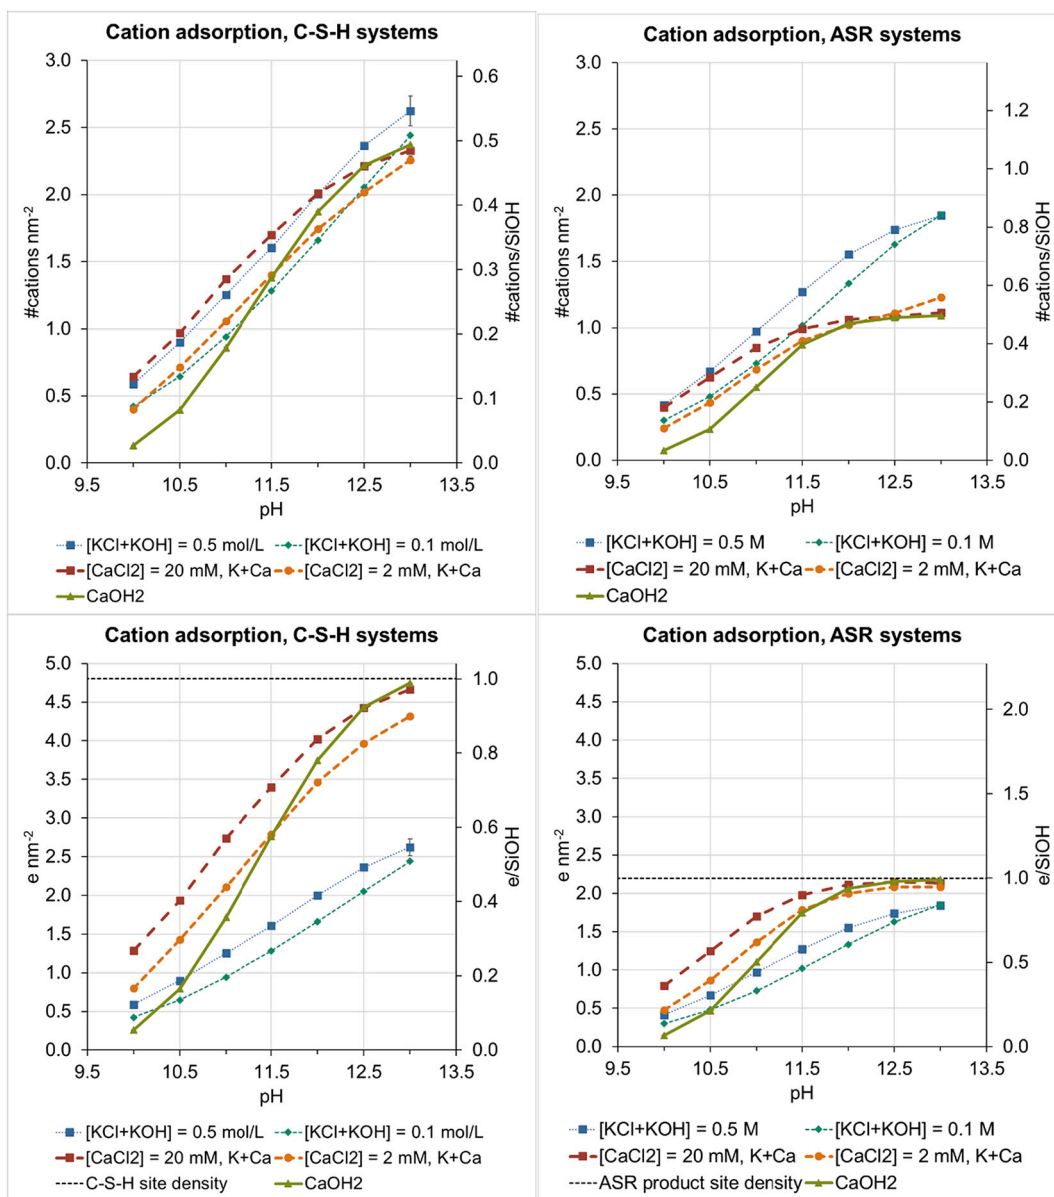 Cation adsorption, C-S-H systems
3.0
2.5
2.0
1.5
1.0
0.5
0.0
#cations nm-2
0.6
0.5
0.4
0.3
0.2
0.1
0.0
#cations/SiOH
9.5 10.5 11.5 12.5 13.5
pH
[KCl+KOH] = 0.5 mol/L [KCl+KOH] = 0.1 mol/L
[CaCl2] = 20 mM, K+Ca [CaCl2] = 2 mM, K+Ca
CaOH2
Cation adsorption, ASR systems
3.0
2.5
2.0
1.5
1.0
0.5
0.0
#cations nm-2
1.2
1.0
0.8
0.6
0.4
0.2
0.0
#cations/SiOH
9.5 10.5 11.5 12.5 13.5
pH
[KCl+KOH] = 0.5 M [KCl+KOH] = 0.1 M
[CaCl2] = 20 mM, K+Ca [CaCl2] = 2 mM, K+Ca
CaOH2
Cation adsorption, C-S-H systems
5.0
4.5
4.0
3.5
3.0
2.5
2.0
1.5
1.0
0.5
0.0
e nm-2
1.0
0.8
0.6
0.4
0.2
0.0
e/SiOH
9.5 10.5 11.5 12.5 13.5
pH
[KCl+KOH] = 0.5 mol/L [KCl+KOH] = 0.1 mol/L
[CaCl2] = 20 mM, K+Ca [CaCl2] = 2 mM, K+Ca
C-S-H site density CaOH2
Cation adsorption, ASR systems
5.0
4.5
4.0
3.5
3.0
2.5
2.0
1.5
1.0
0.5
0.0
e nm-2
2.0
1.5
1.0
0.5
0.0
e/SiOH
9.5 10.5 11.5 12.5 13.5
pH
[KCl+KOH] = 0.5 M [KCl+KOH] = 0.1 M
[CaCl2] = 20 mM, K+Ca [CaCl2] = 2 mM, K+Ca
ASR product site density CaOH2